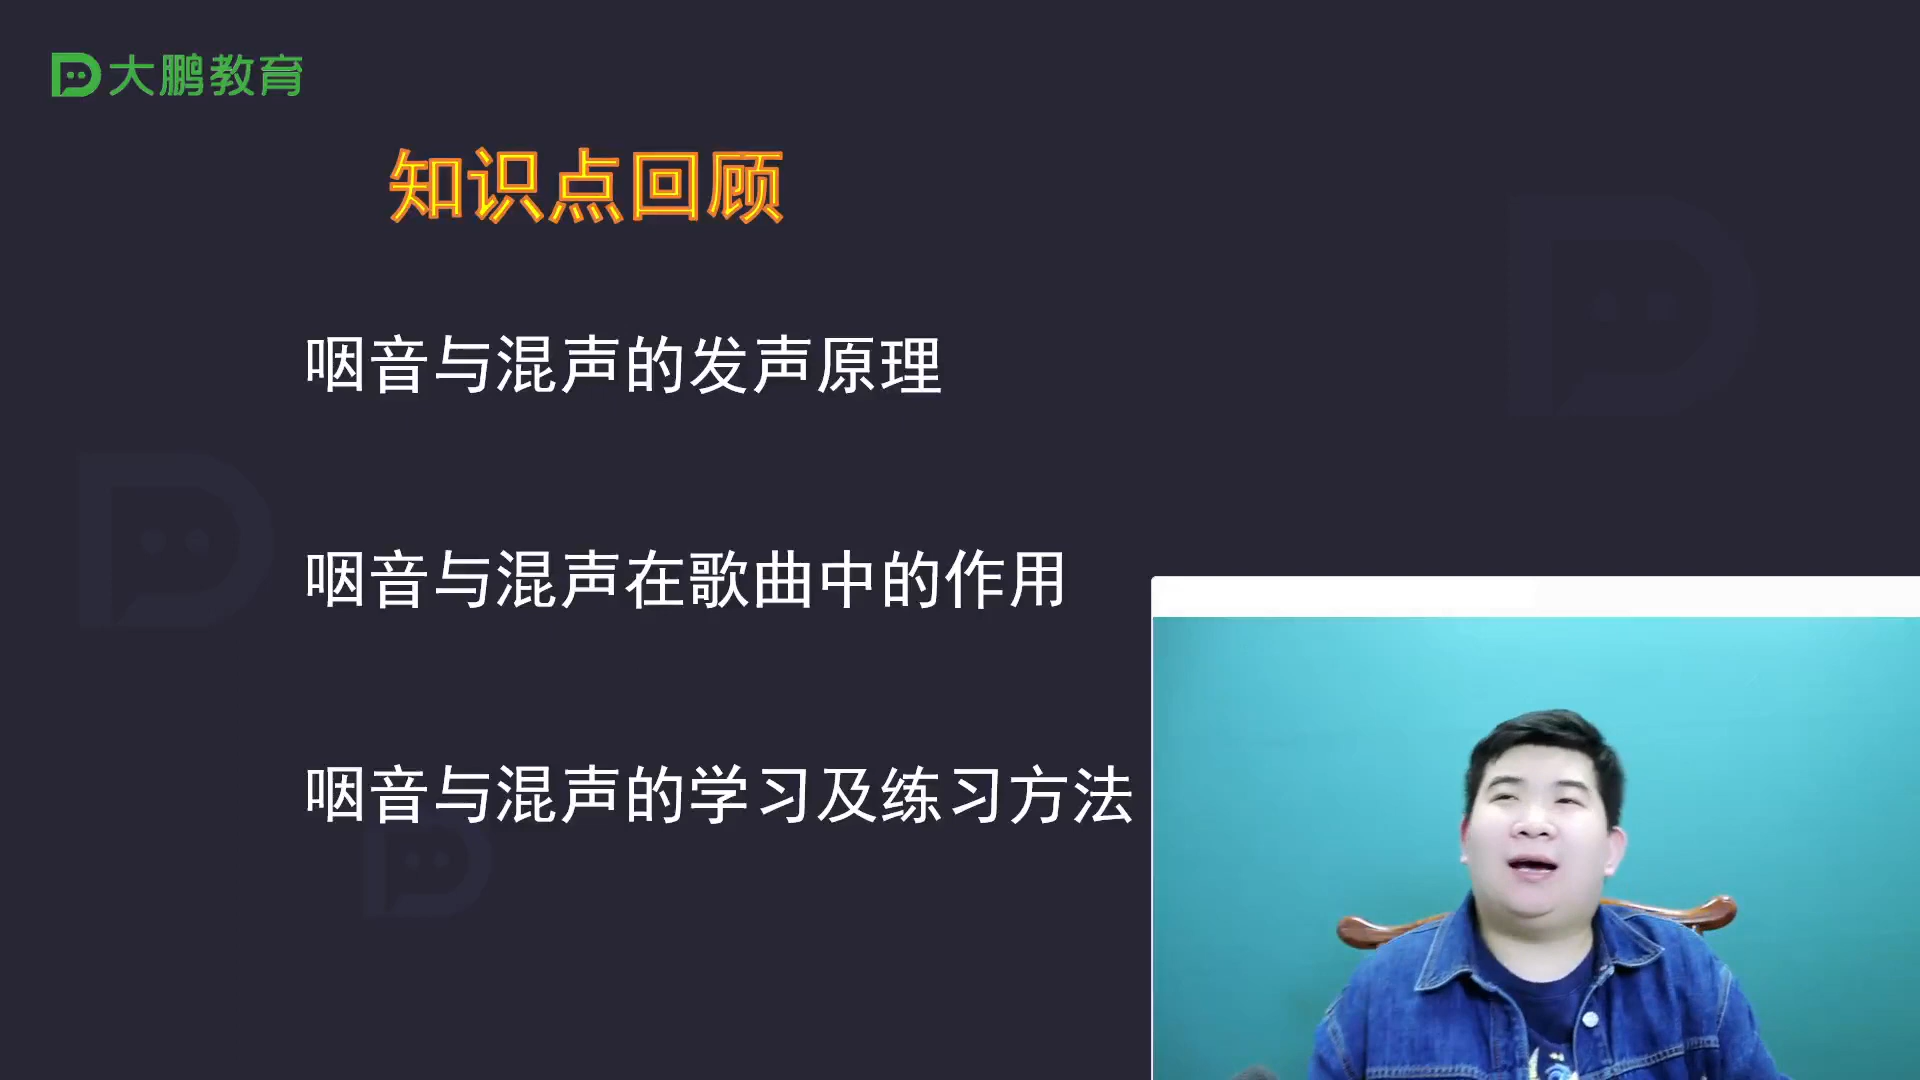 大鹏教育
知识点回顾
咽音与混声的发声原理
咽音与混声在歌曲中的作用
咽音与混声的学习及练习方法